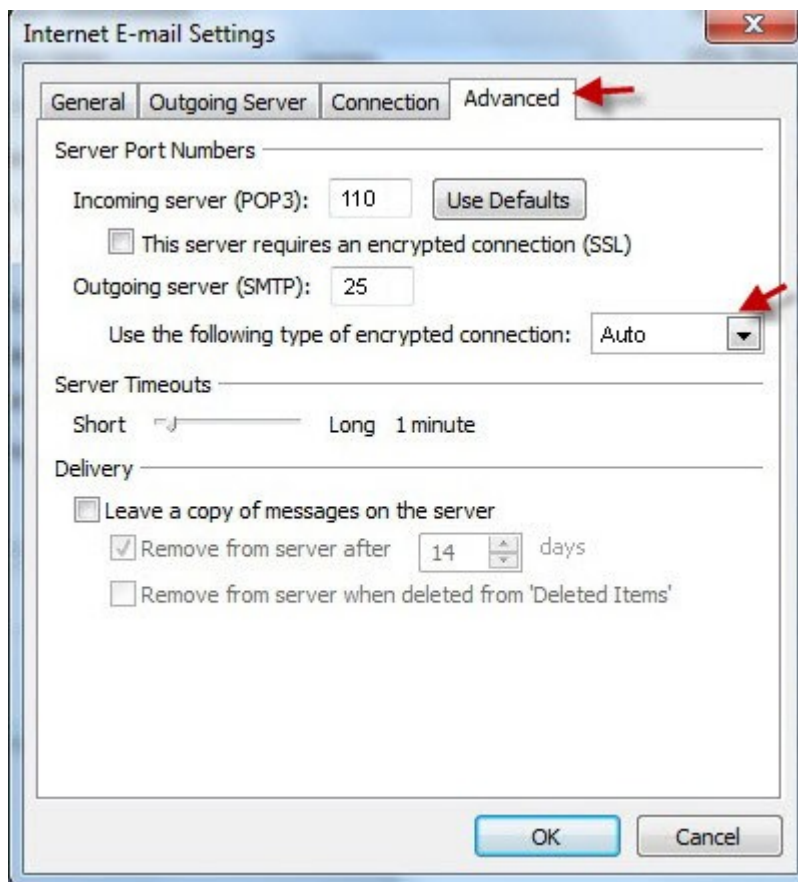 Internet E-mail Settings
General Outgoing Server Connection Advanced
Server Port Numbers
Incoming server (POP3): 110 Use Defaults
This server requires an encrypted connection (SSL)
Outgoing server (SMTP): 25
Use the following type of encrypted connection: Auto
Server Timeouts
Short Long 1 minute
Delivery
Leave a copy of messages on the server
Remove from server after 14 days
Remove from server when deleted from 'Deleted Items'
OK Cancel